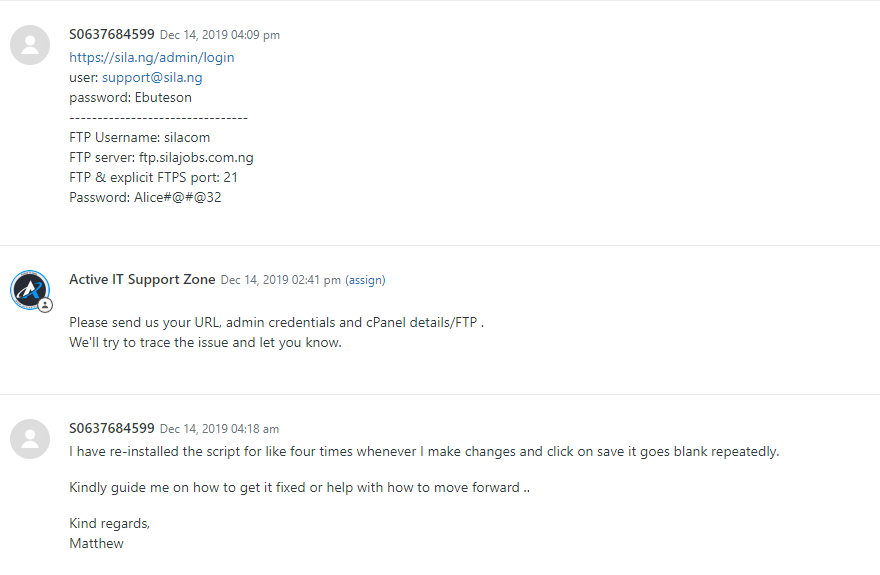 S0637684599 Dec 14, 2019 04:09 pm
https://sila.ng/admin/login
user: support@sila.ng
password: Ebuteson
--------------------------------
FTP Username: silacom
FTP server: ftp.silajobs.com.ng
FTP & explicit FTPS port: 21
Password: Alice#@#@32
Active IT Support Zone Dec 14, 2019 02:41 pm (assign)
Please send us your URL, admin credentials and cPanel details/FTP .
We'll try to trace the issue and let you know.
S0637684599 Dec 14, 2019 04:18 am
I have re-installed the script for like four times whenever I make changes and click on save it goes blank repeatedly.
Kindly guide me on how to get it fixed or help with how to move forward ..
Kind regards,
Matthew